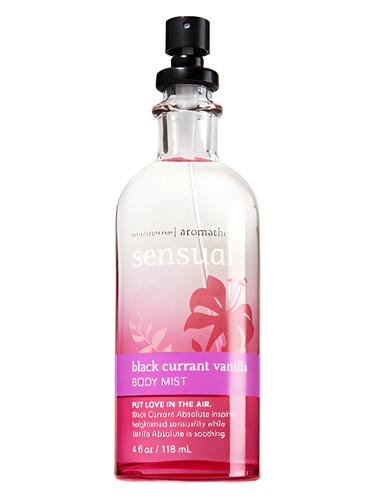 | aromathe
sensual
black currant vanilla
BODY MIST
PUT LOVE IN THE AIR.
Black Currant Absolute inspires
heightened sensuality while
Vanilla Absolute is soothing.
4 fl oz / 118 mL